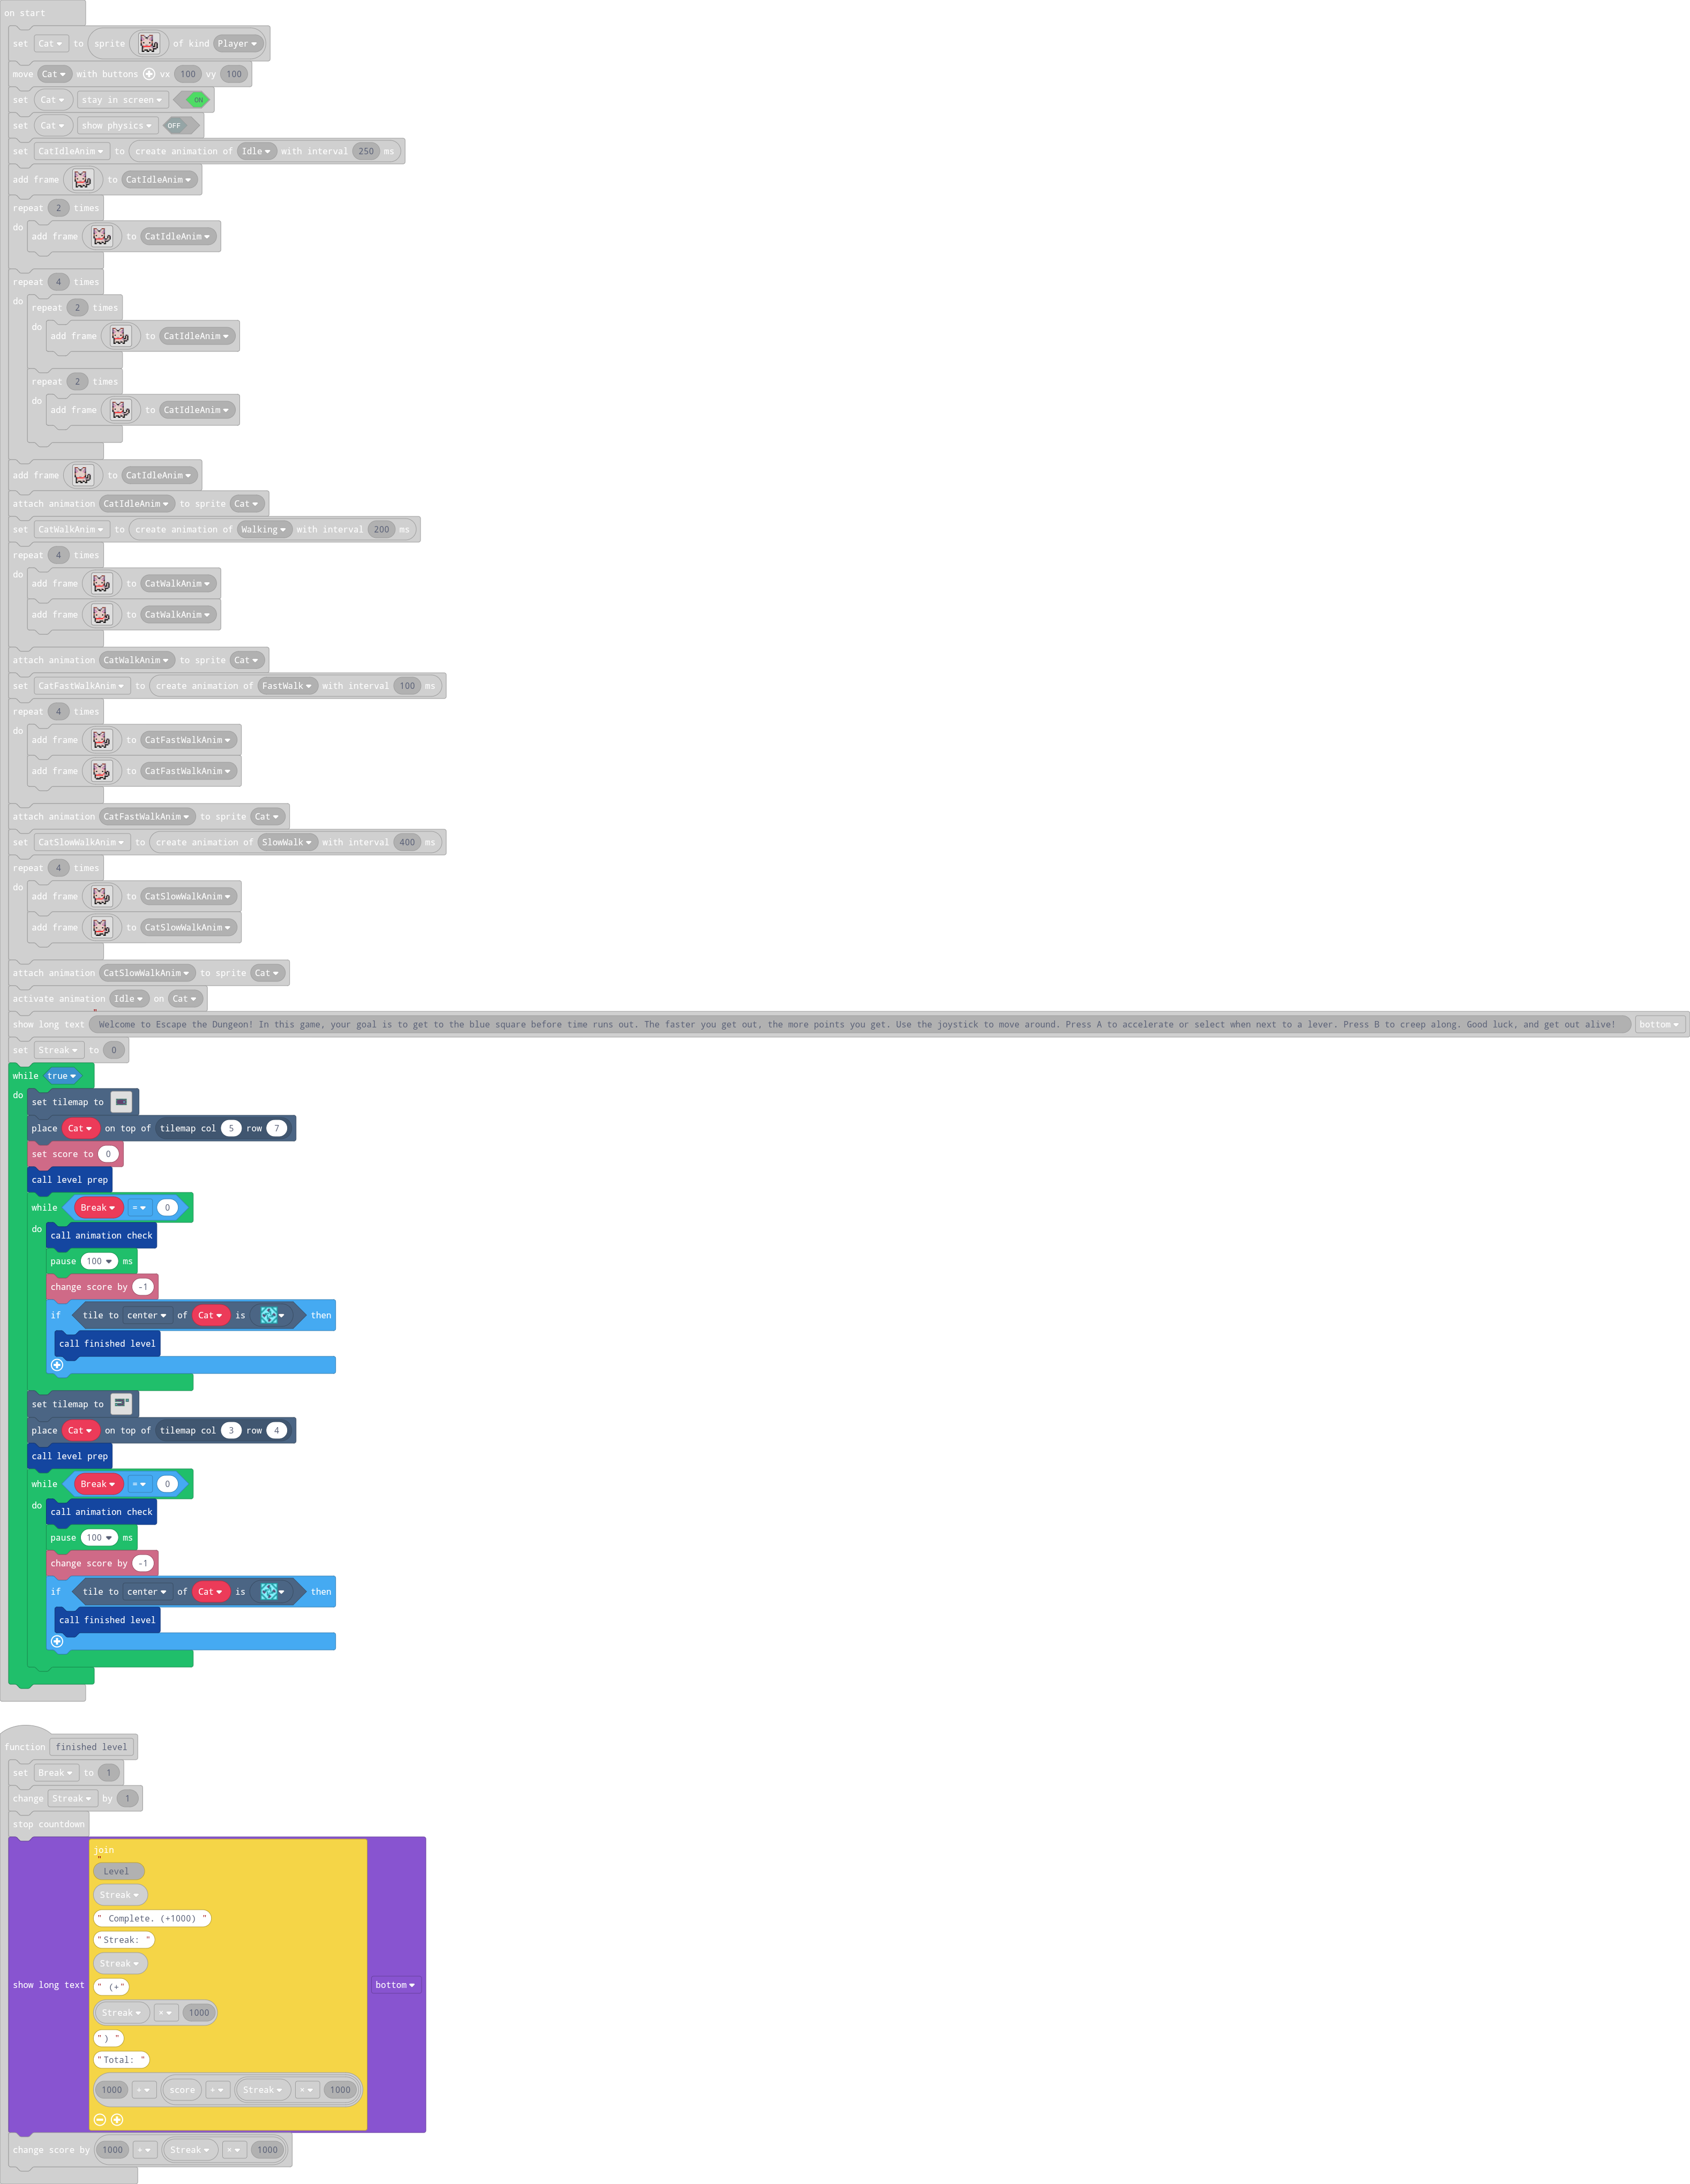 on start
set Cat to sprite of kind Player
move Cat with buttons vx 100 vy 100
set Cat stay in screen ON
set Cat show physics OFF
set CatIdleAnim to create animation of Idle with interval 250 ms
add frame to CatIdleAnim
repeat 2 times
do
add frame to CatIdleAnim
repeat 4 times
do
repeat 2 times
do
add frame to CatIdleAnim
repeat 2 times
do
add frame to CatIdleAnim
add frame to CatIdleAnim
attach animation CatIdleAnim to sprite Cat
set CatWalkAnim to create animation of Walking with interval 200 ms
repeat 4 times
do
add frame to CatWalkAnim
add frame to CatWalkAnim
attach animation CatWalkAnim to sprite Cat
set CatFastWalkAnim to create animation of FastWalk with interval 100 ms
repeat 4 times
do
add frame to CatFastWalkAnim
add frame to CatFastWalkAnim
attach animation CatFastWalkAnim to sprite Cat
set CatSlowWalkAnim to create animation of SlowWalk with interval 400 ms
repeat 4 times
do
add frame to CatSlowWalkAnim
add frame to CatSlowWalkAnim
attach animation CatSlowWalkAnim to sprite Cat
activate animation Idle on Cat
show long text " Welcome to Escape the Dungeon! In this game, your goal is to get to the blue square before time runs out. The faster you get out, the more points you get. Use the joystick to move around. Press A to accelerate or select when next to a lever. Press B to creep along. Good luck, and get out alive! bottom
set Streak to 0
while true
do
set tilemap to
place Cat on top of tilemap col 5 row 7
set score to 0
call level prep
while Break = 0
do
call animation check
pause 100 ms
change score by -1
if tile to center of Cat is then
call finished level
set tilemap to
place Cat on top of tilemap col 3 row 4
call level prep
while Break = 0
do
call animation check
pause 100 ms
change score by -1
if tile to center of Cat is then
call finished level
function finished level
set Break to 1
change Streak by 1
stop countdown
join
" Level
Streak
" Complete. (+1000) "
"Streak: "
Streak
show long text
" (+"
bottom
Streak × 1000
") "
"Total: "
1000 + score + Streak × 1000
change score by 1000 + Streak × 1000